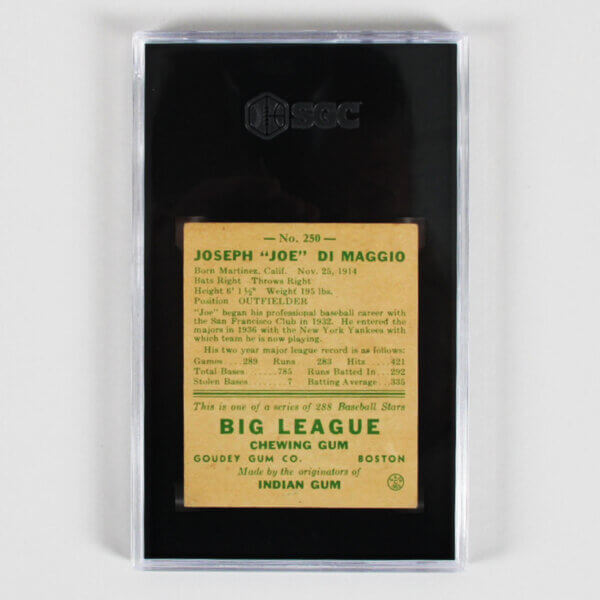 SGC
— No. 250 —
JOSEPH "JOE" DI MAGGIO
Born Martinez, Calif. Nov. 25, 1914
Bats Right Throws Right
Height 6' 1½" Weight 195 lbs.
Position OUTFIELDER
"Joe" began his professional baseball career with
the San Francisco Club in 1932. He entered the
majors in 1936 with the New York Yankees with
which team he is now playing.
His two year major league record is as follows:
Games ....289 Runs ....283 Hits ....421
Total Bases ......785 Runs Batted In...292
Stolen Bases .......7 Batting Average ..335
This is one of a series of 288 Baseball Stars
BIG LEAGUE
CHEWING GUM
GOUDEY GUM CO. BOSTON
Made by the originators of
INDIAN GUM